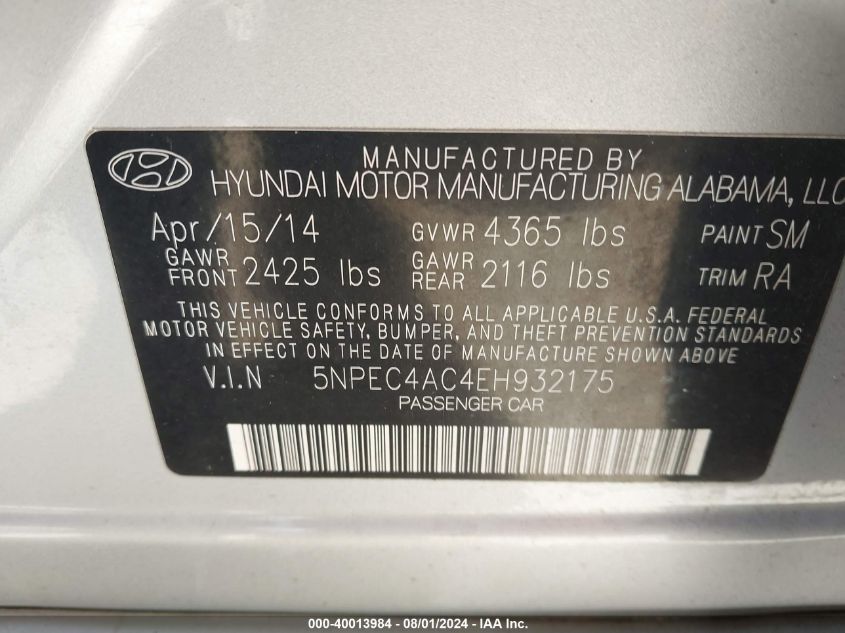 MANUFACTURED BY
HYUNDAI MOTOR MANUFACTURING ALABAMA, LLC
Apr/15/14 GVWR 4365 lbs PAINT SM
GAWR FRONT 2425 lbs GAWR REAR 2116 lbs TRIM RA
THIS VEHICLE CONFORMS TO ALL APPLICABLE U.S.A. FEDERAL
MOTOR VEHICLE SAFETY, BUMPER, AND THEFT PREVENTION STANDARDS
IN EFFECT ON THE DATE OF MANUFACTURE SHOWN ABOVE
V.I.N 5NPEC4AC4EH932175
PASSENGER CAR
000-40013984 - 08/01/2024 - IAA Inc.